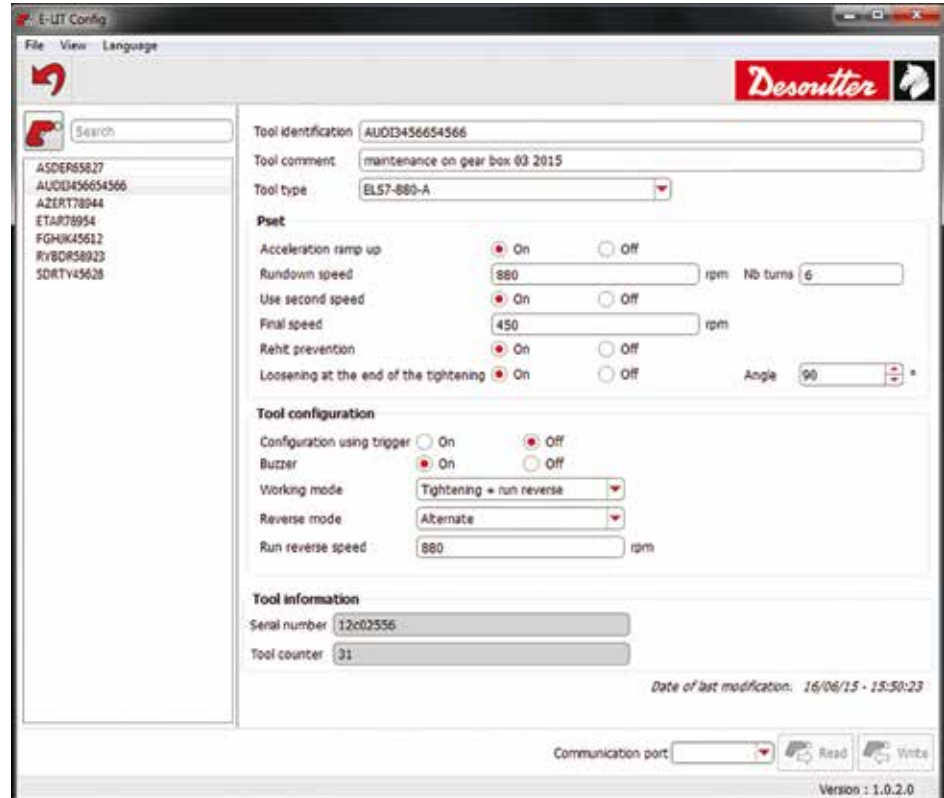 E-LIT Config
File View Language
Desoutter
Search
ASDER65827
AUDI3456654566
AZERT78944
ETAR78954
FGHJK45612
RYBDR58923
SDRTY45628
Tool identification AUDI3456654566
Tool comment maintenance on gear box 03 2015
Tool type ELS7-880-A
Pset
Acceleration ramp up On Off
Rundown speed 880 rpm Nb turns 6
Use second speed On Off
Final speed 450 rpm
Rehit prevention On Off
Loosening at the end of the tightening On Off Angle 90 °
Tool configuration
Configuration using trigger On Off
Buzzer On Off
Working mode Tightening + run reverse
Reverse mode Alternate
Run reverse speed 880 rpm
Tool information
Serial number 12c02556
Tool counter 31
Date of last modification: 16/06/15 - 15:50:23
Communication port Read Write
Version : 1.0.2.0